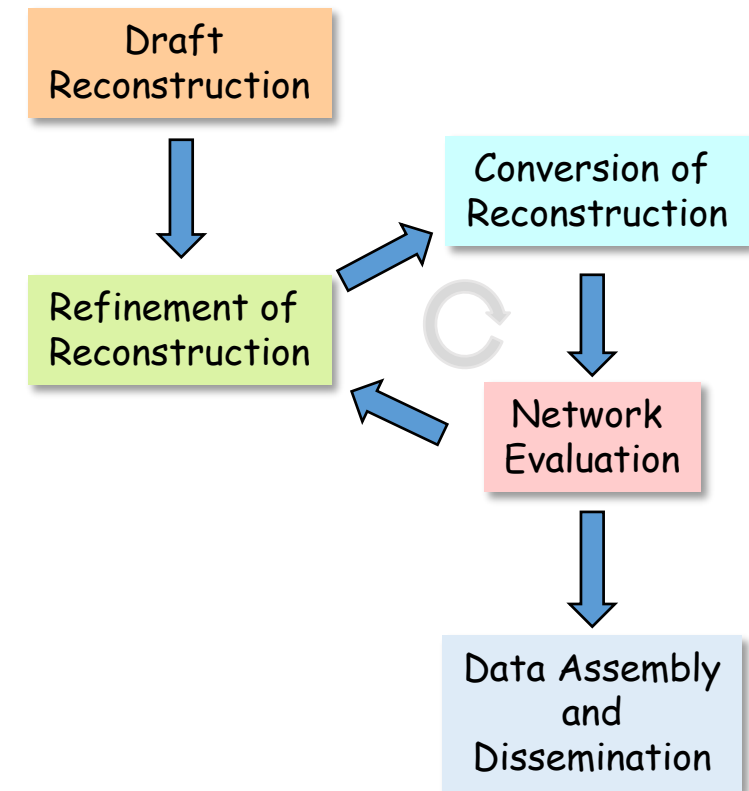 Draft
Reconstruction
Conversion of
Reconstruction
Refinement of
Reconstruction
Network
Evaluation
Data Assembly
and
Dissemination